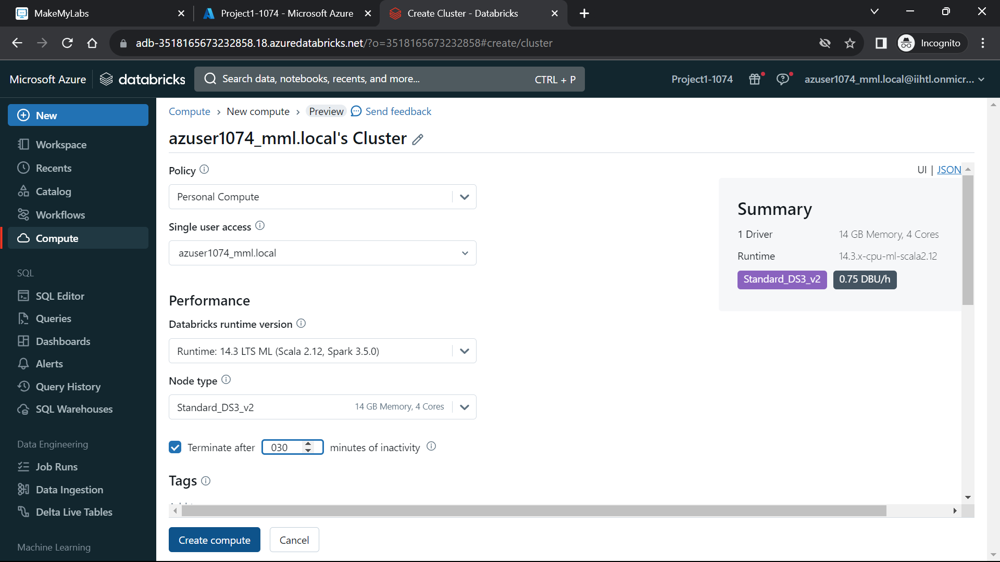 MakeMyLabs
Project1-1074 - Microsoft Azure
Create Cluster - Databricks
adb-3518165673232858.18.azuredatabricks.net/?o=3518165673232858#create/cluster
Incognito
Microsoft Azure
databricks
Search data, notebooks, recents, and more...
CTRL + P
Project1-1074
azuser1074_mml.local@iihtl.onmicr...
New
Workspace
Recents
Catalog
Workflows
Compute
SQL
SQL Editor
Queries
Dashboards
Alerts
Query History
SQL Warehouses
Data Engineering
Job Runs
Data Ingestion
Delta Live Tables
Machine Learning
Compute > New compute > Preview Send feedback
azuser1074_mml.local's Cluster
UI | JSON
Policy
Personal Compute
Single user access
azuser1074_mml.local
Performance
Databricks runtime version
Runtime: 14.3 LTS ML (Scala 2.12, Spark 3.5.0)
Node type
Standard_DS3_v2 14 GB Memory, 4 Cores
Terminate after 030 minutes of inactivity
Tags
Create compute
Cancel
Summary
1 Driver 14 GB Memory, 4 Cores
Runtime 14.3.x-cpu-ml-scala2.12
Standard_DS3_v2 0.75 DBU/h